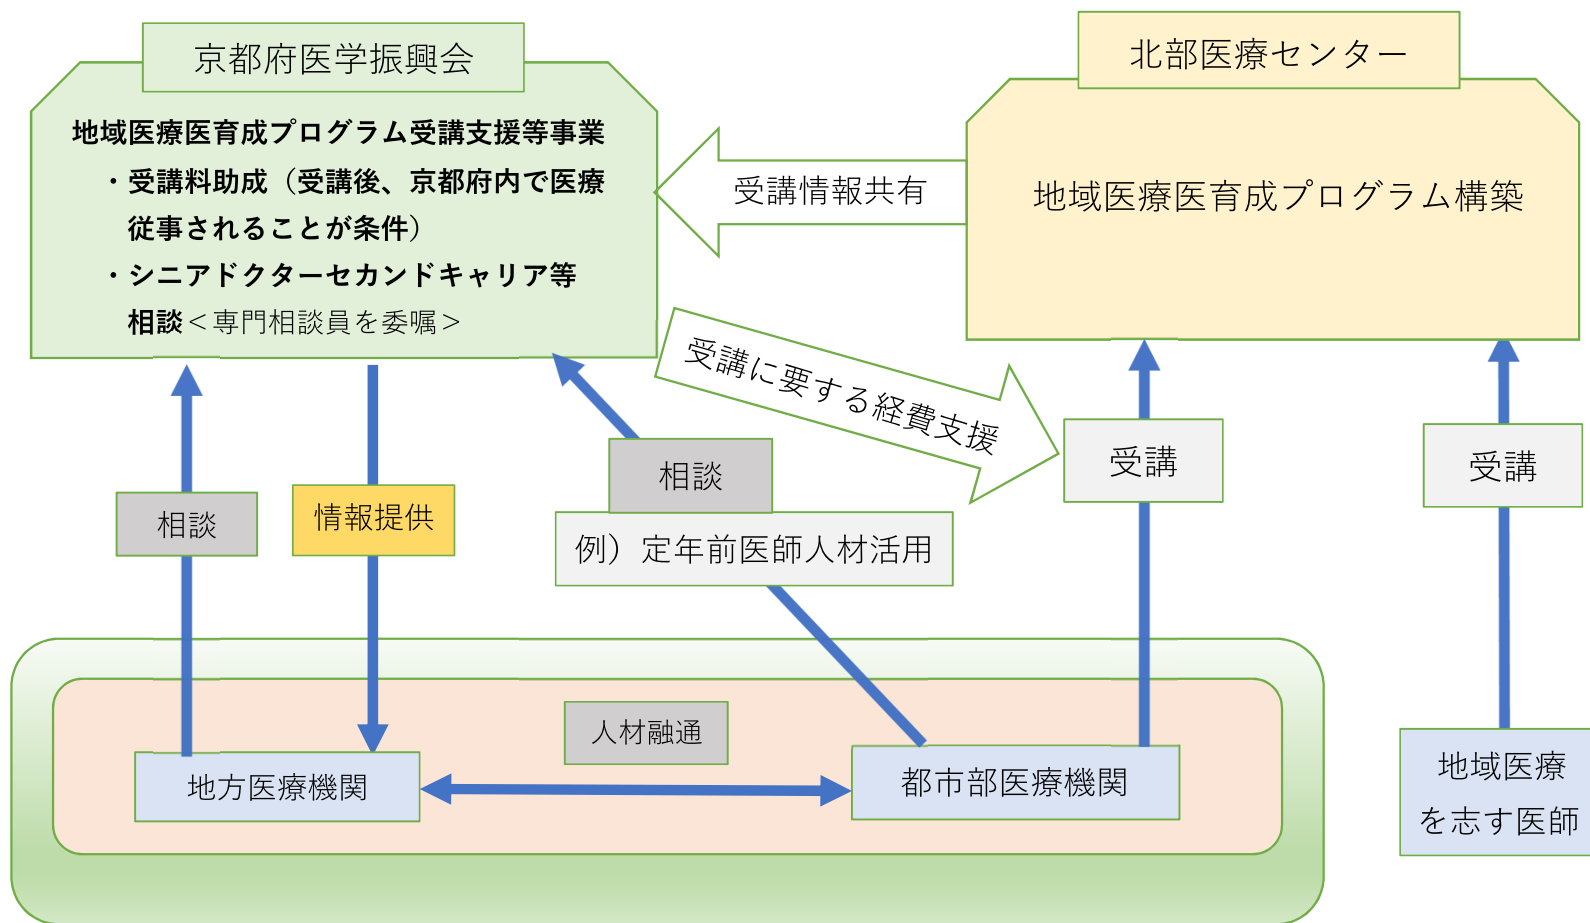 京都府医学振興会
地域医療医育成プログラム受講支援等事業
・受講料助成（受講後、京都府内で医療
従事されることが条件）
・シニアドクターセカンドキャリア等
相談＜専門相談員を委嘱＞
北部医療センター
地域医療医育成プログラム構築
受講情報共有
受講に要する経費支援
相談
情報提供
相談
例）定年前医師人材活用
受講
受講
人材融通
地方医療機関
都市部医療機関
地域医療
を志す医師